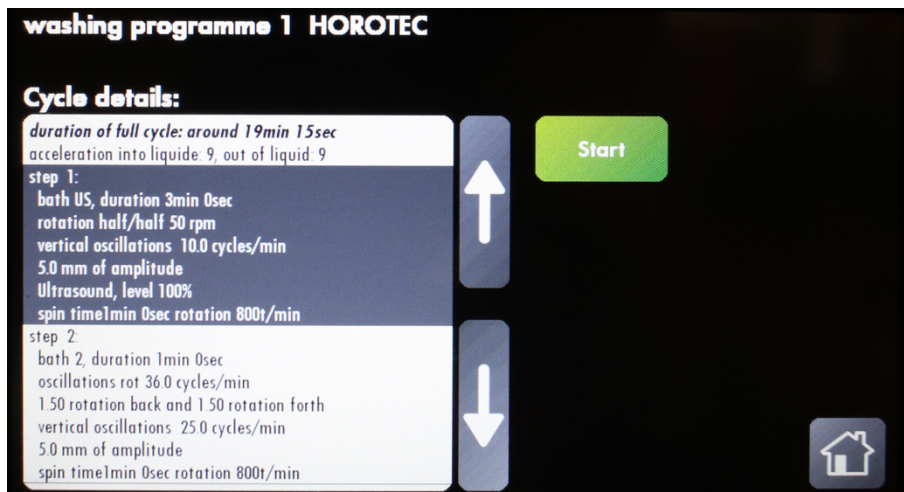 washing programme 1 HOROTEC
Cycle details:
duration of full cycle: around 19min 15sec
acceleration into liquide: 9, out of liquid: 9
step 1:
bath US, duration 3min 0sec
rotation half/half 50 rpm
vertical oscillations 10.0 cycles/min
5.0 mm of amplitude
Ultrasound, level 100%
spin time1min 0sec rotation 800t/min
step 2:
bath 2, duration 1min 0sec
oscillations rot 36.0 cycles/min
1.50 rotation back and 1.50 rotation forth
vertical oscillations 25.0 cycles/min
5.0 mm of amplitude
spin time1min 0sec rotation 800t/min
Start